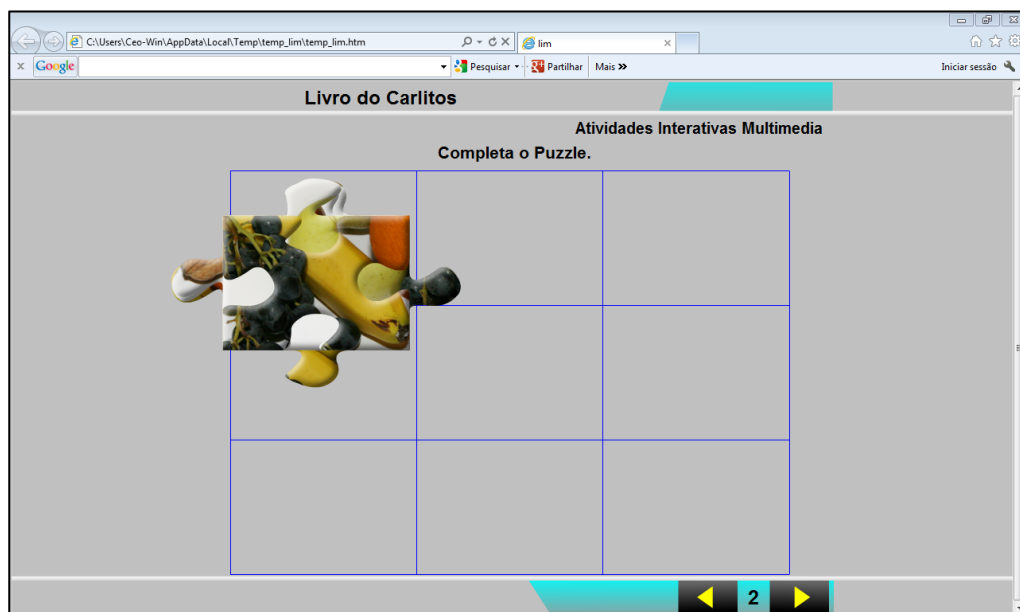 C:\Users\Ceo-Win\AppData\Local\Temp\temp_lim\temp_lim.htm
lim
Google
Pesquisar
Partilhar
Mais »
Iniciar sessão
Livro do Carlitos
Atividades Interativas Multimedia
Completa o Puzzle.
2